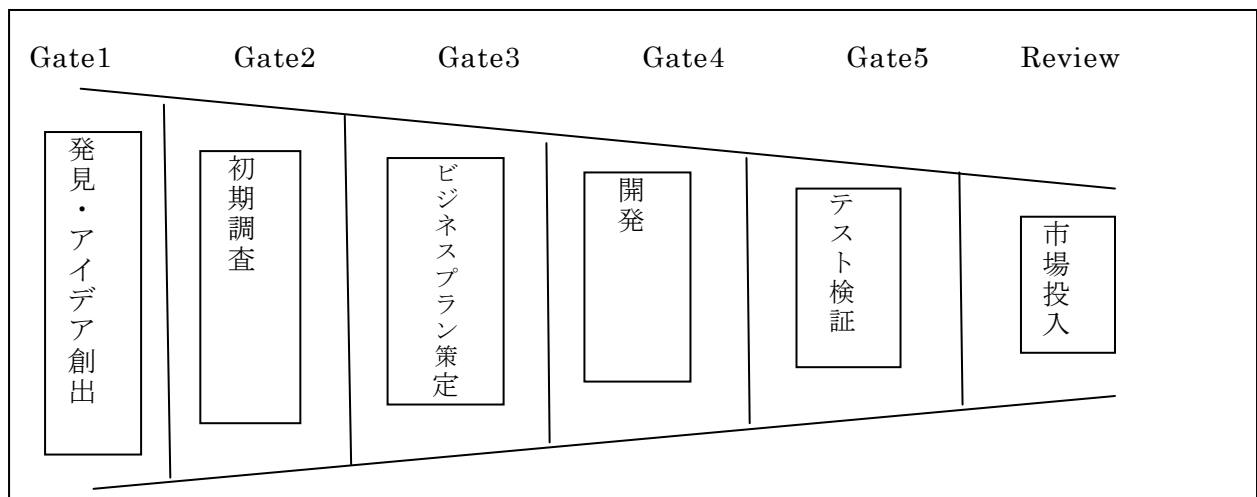 Gate1 Gate2 Gate3 Gate4 Gate5 Review
発見・アイデア創出
初期調査
ビジネスプラン策定
開発
テスト検証
市場投入